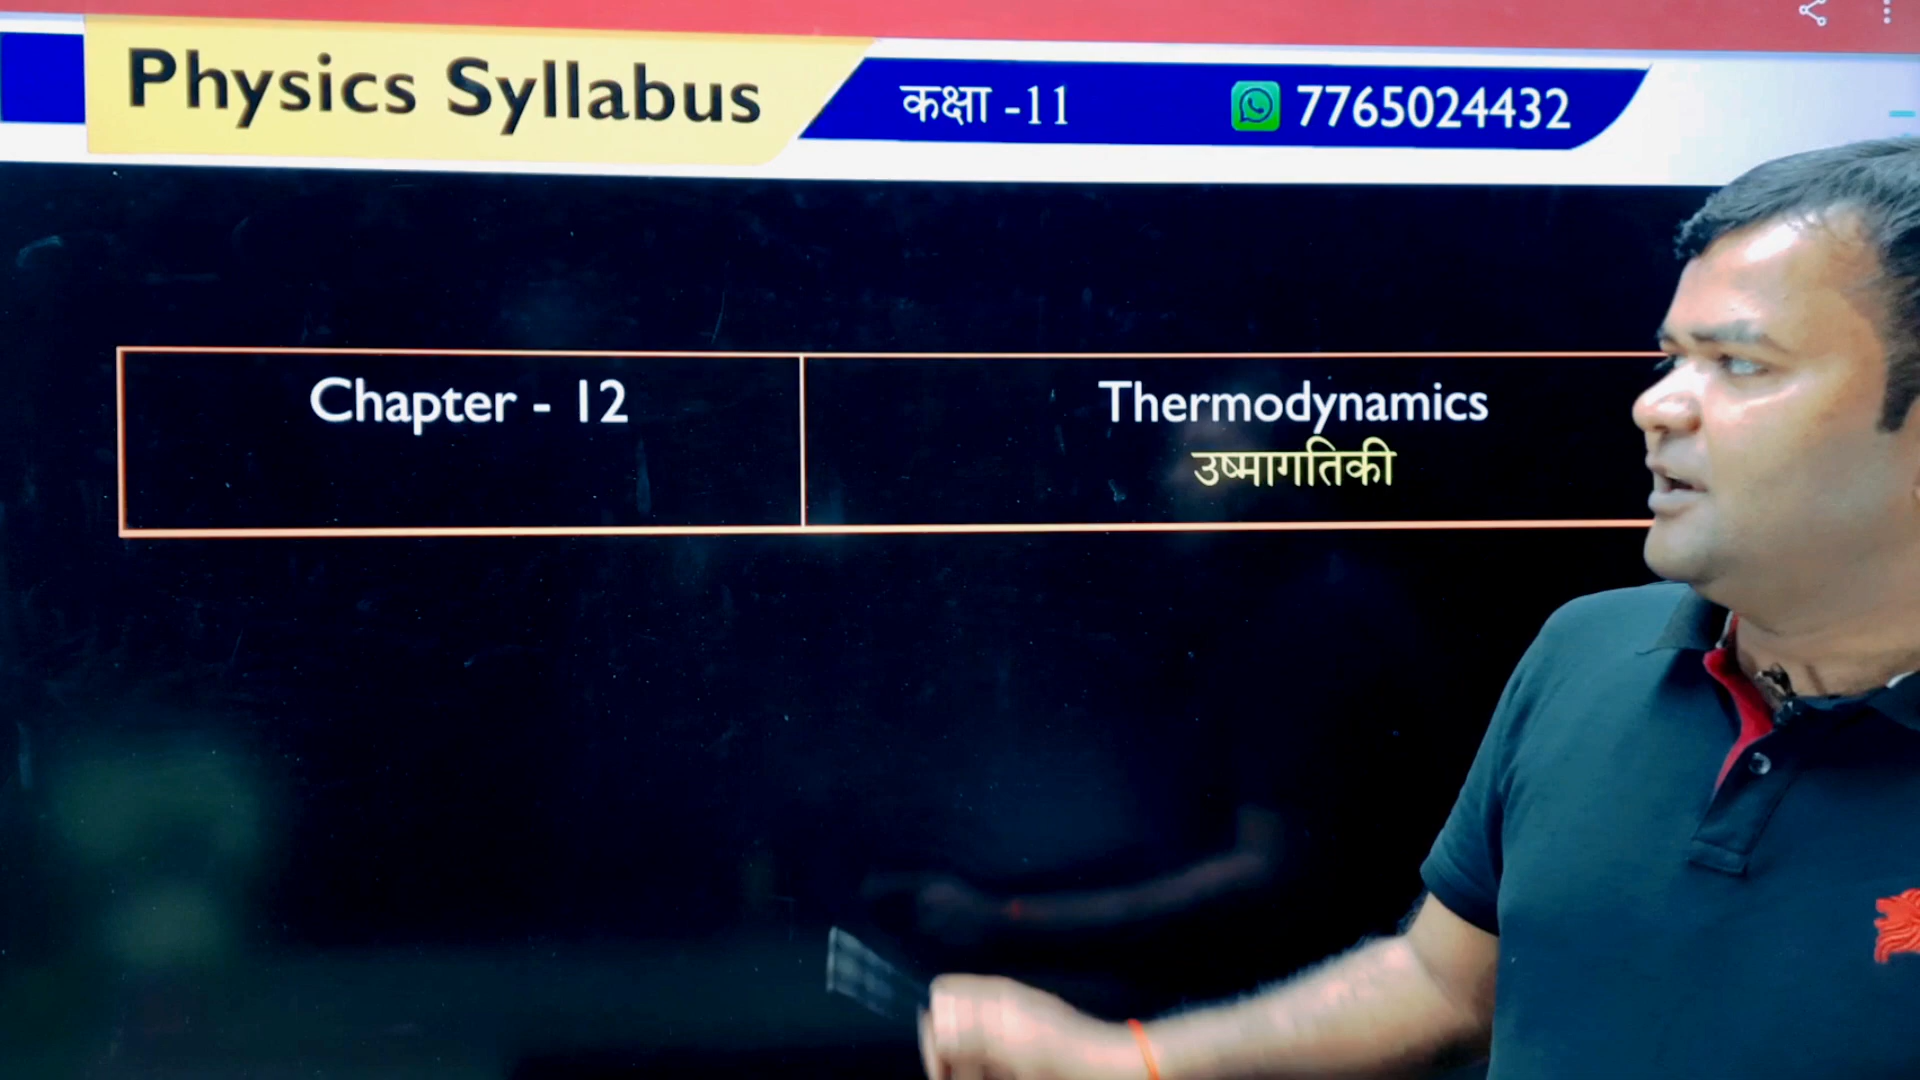 Physics Syllabus
कक्षा -11
7765024432
Chapter - 12
Thermodynamics
उष्मागतिकी